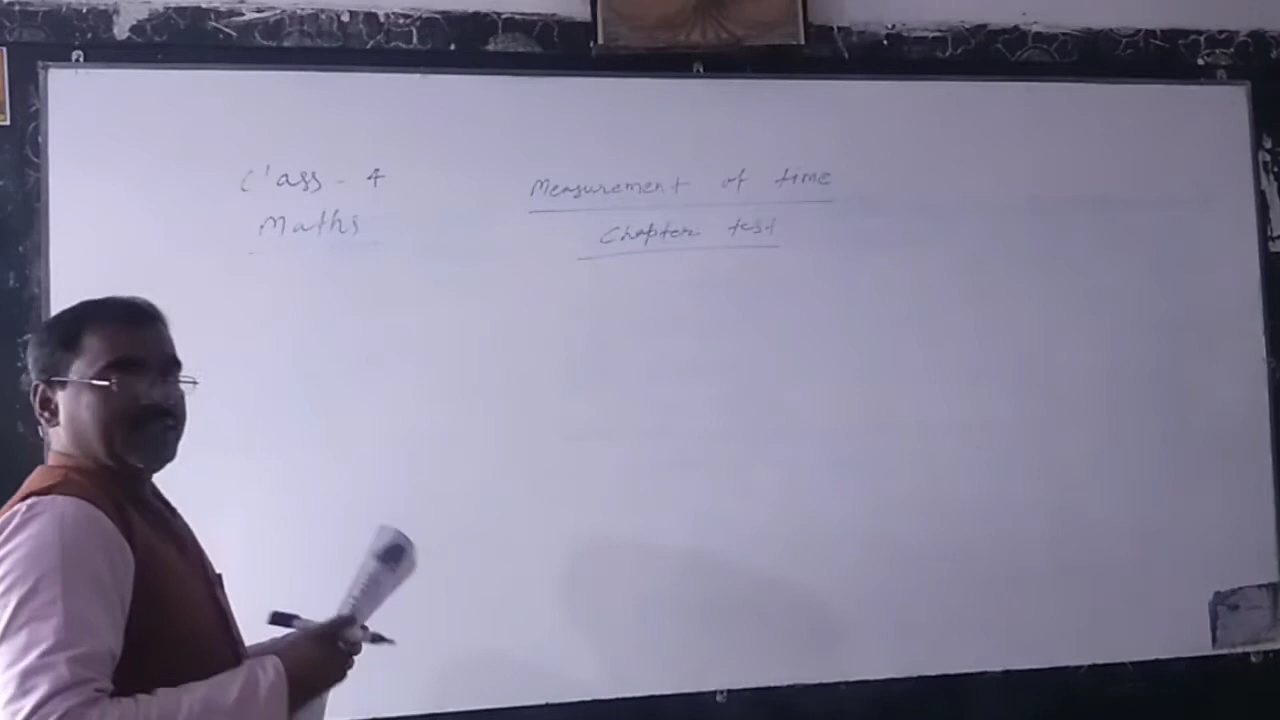 Class - 4
Maths
Measurement of time
Chapter test